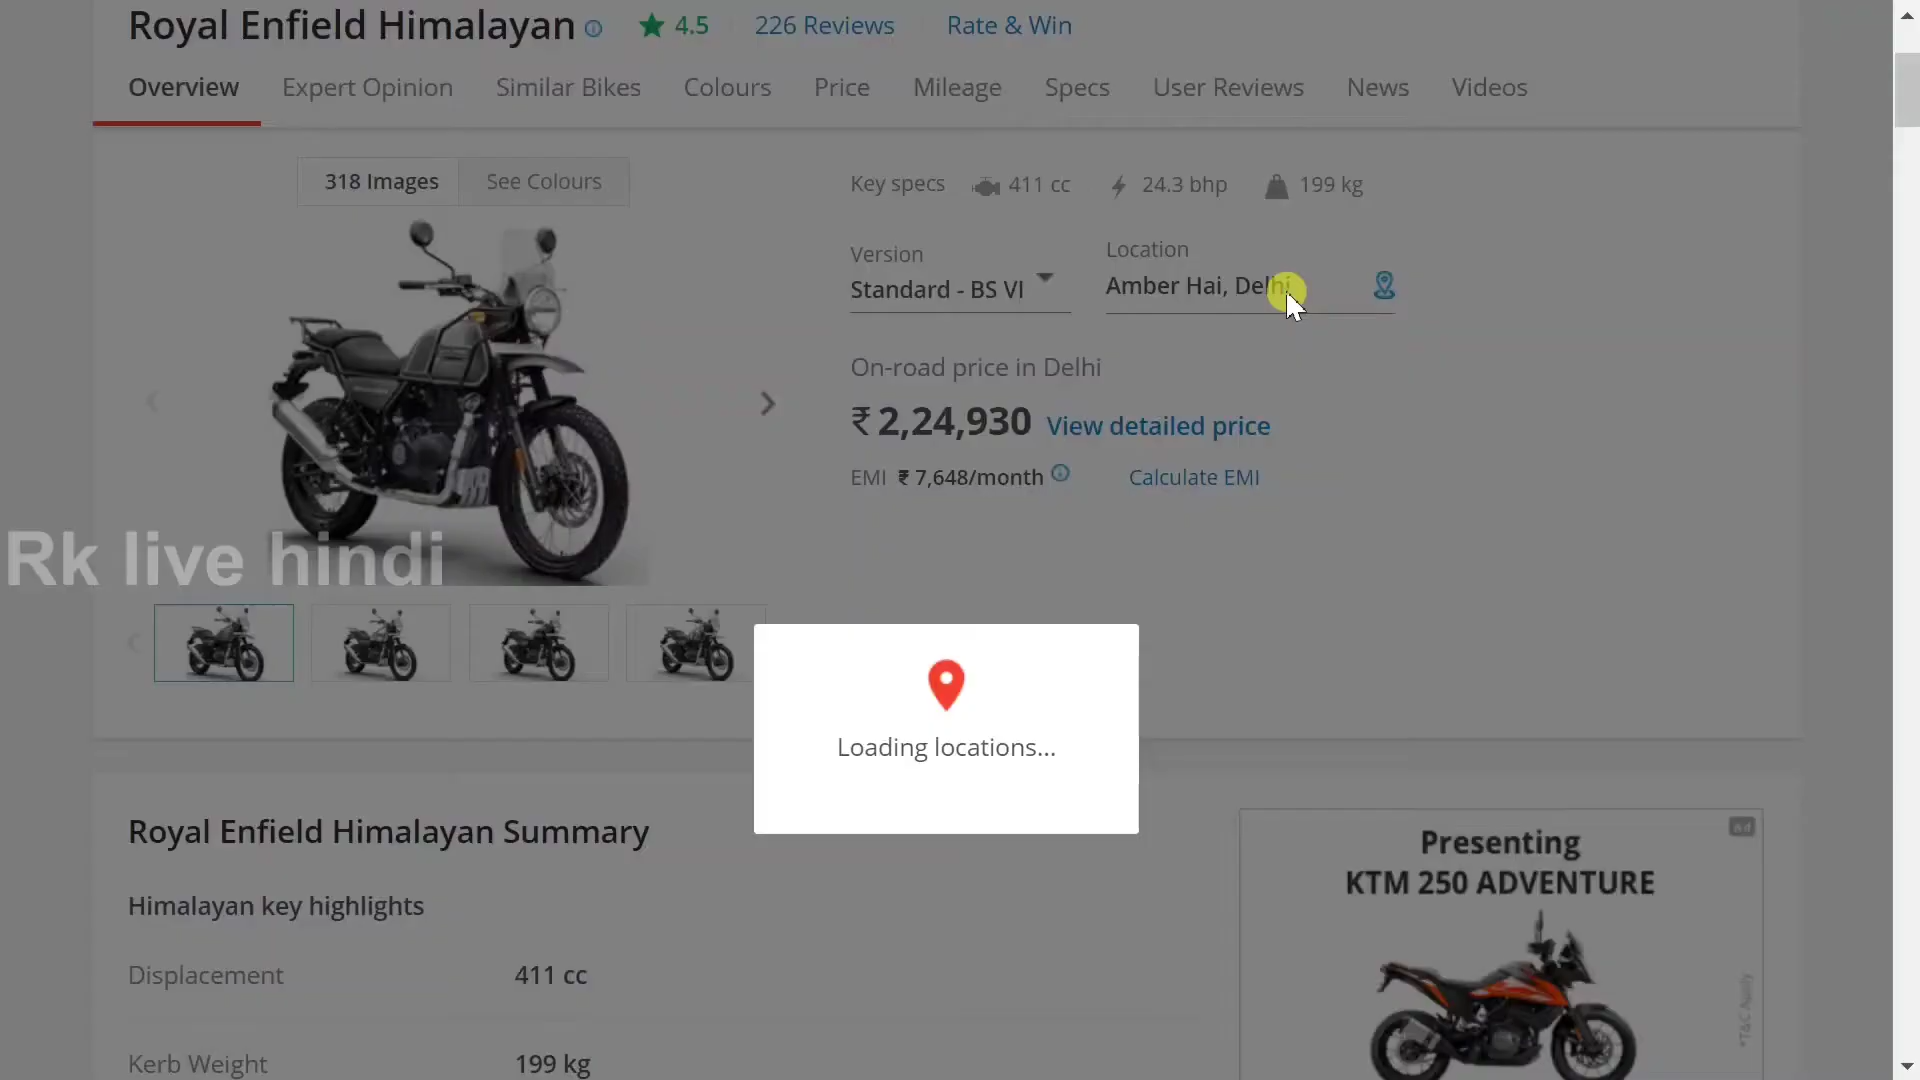 Royal Enfield Himalayan 4.5 226 Reviews Rate & Win
Overview Expert Opinion Similar Bikes Colours Price Mileage Specs User Reviews News Videos
318 Images See Colours
Key specs 411 cc 24.3 bhp 199 kg
Version
Standard - BS VI
Location
Amber Hai, Delhi
On-road price in Delhi
₹ 2,24,930 View detailed price
EMI ₹ 7,648/month Calculate EMI
Rk live hindi
Loading locations...
Royal Enfield Himalayan Summary
Himalayan key highlights
Displacement 411 cc
Kerb Weight 199 kg
ad
Presenting
KTM 250 ADVENTURE
*T&C Apply